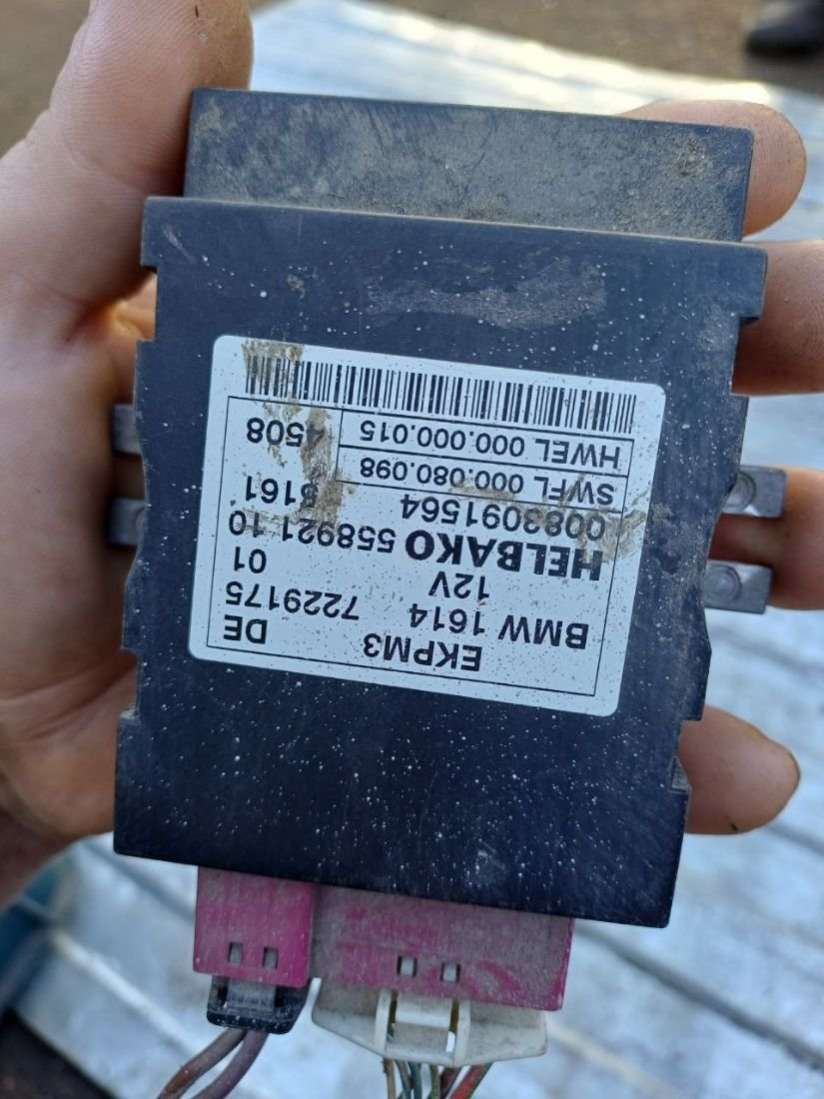 EKPM3 DE
BMW 1614 7229175
12V 01
HELBAKO 558921 10
0083091564 6161
SWFL 000.080.098
HWEL 000.000.015 4508